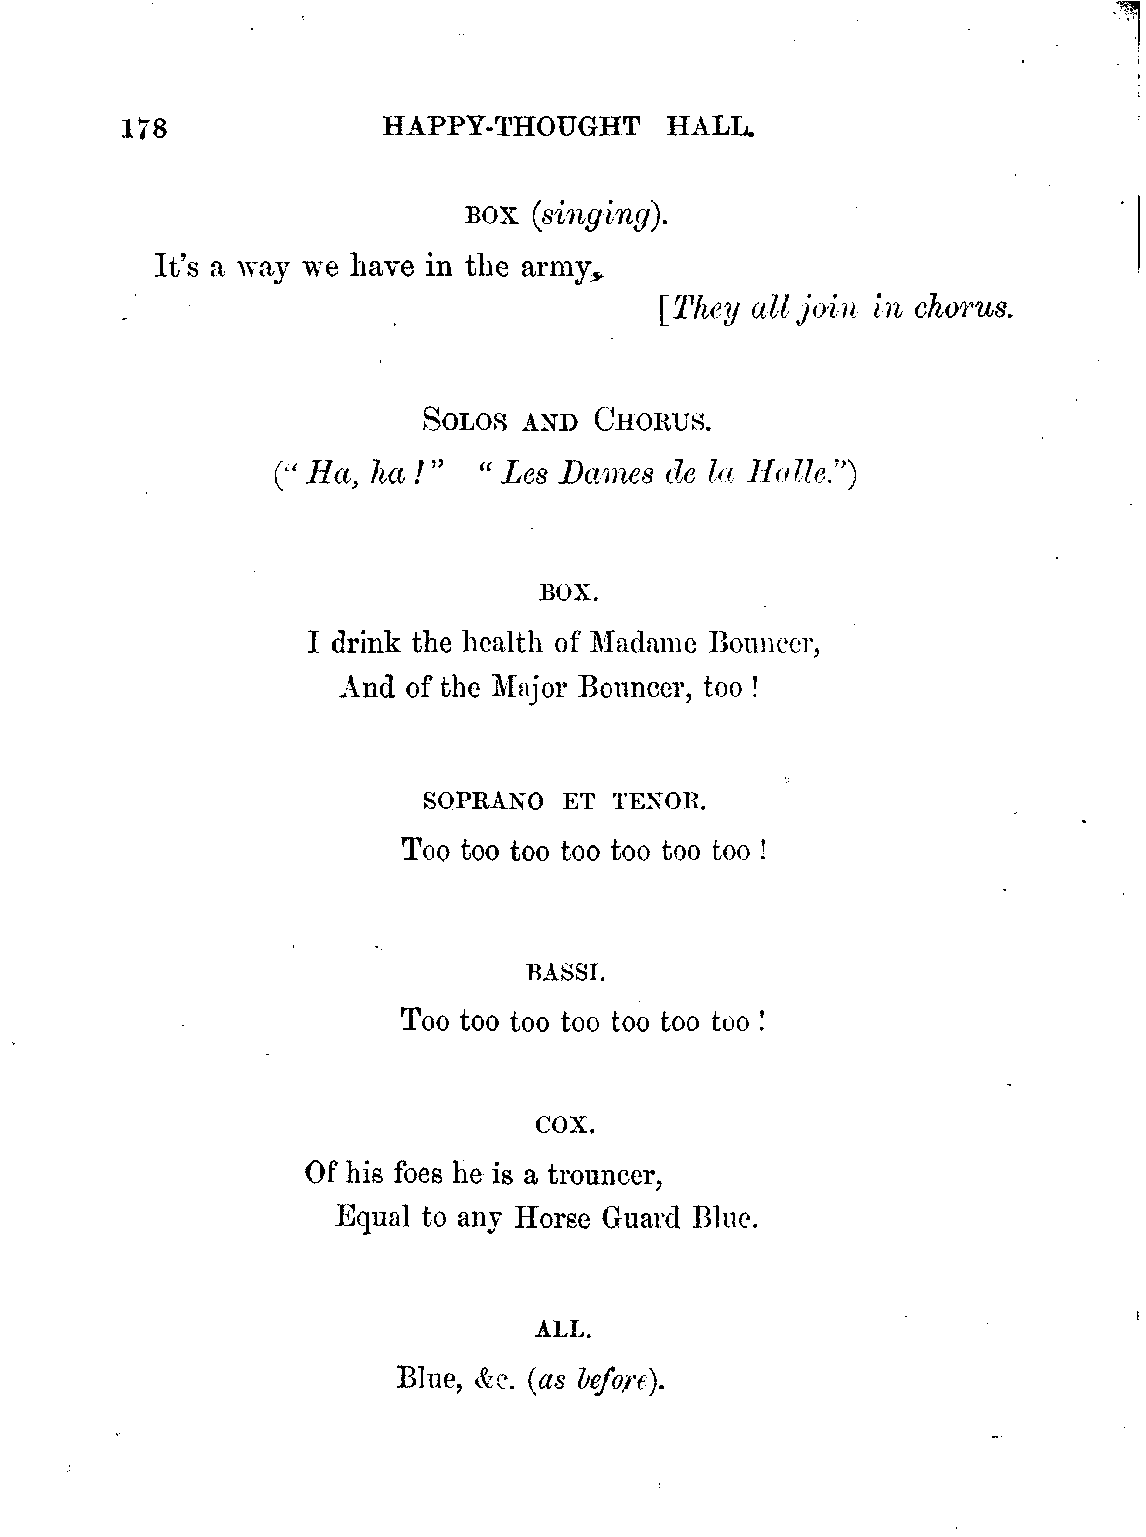 178 HAPPY-THOUGHT HALL.
BOX (singing).
It's a way we have in the army,
[They all join in chorus.
SOLOS AND CHORUS.
("Ha, ha!" "Les Dames de la Halle.")
BOX.
I drink the health of Madame Bouncer,
And of the Major Bouncer, too!
SOPRANO ET TENOR.
Too too too too too too too!
BASSI.
Too too too too too too too!
COX.
Of his foes he is a trouncer,
Equal to any Horse Guard Blue.
ALL.
Blue, &c. (as before).